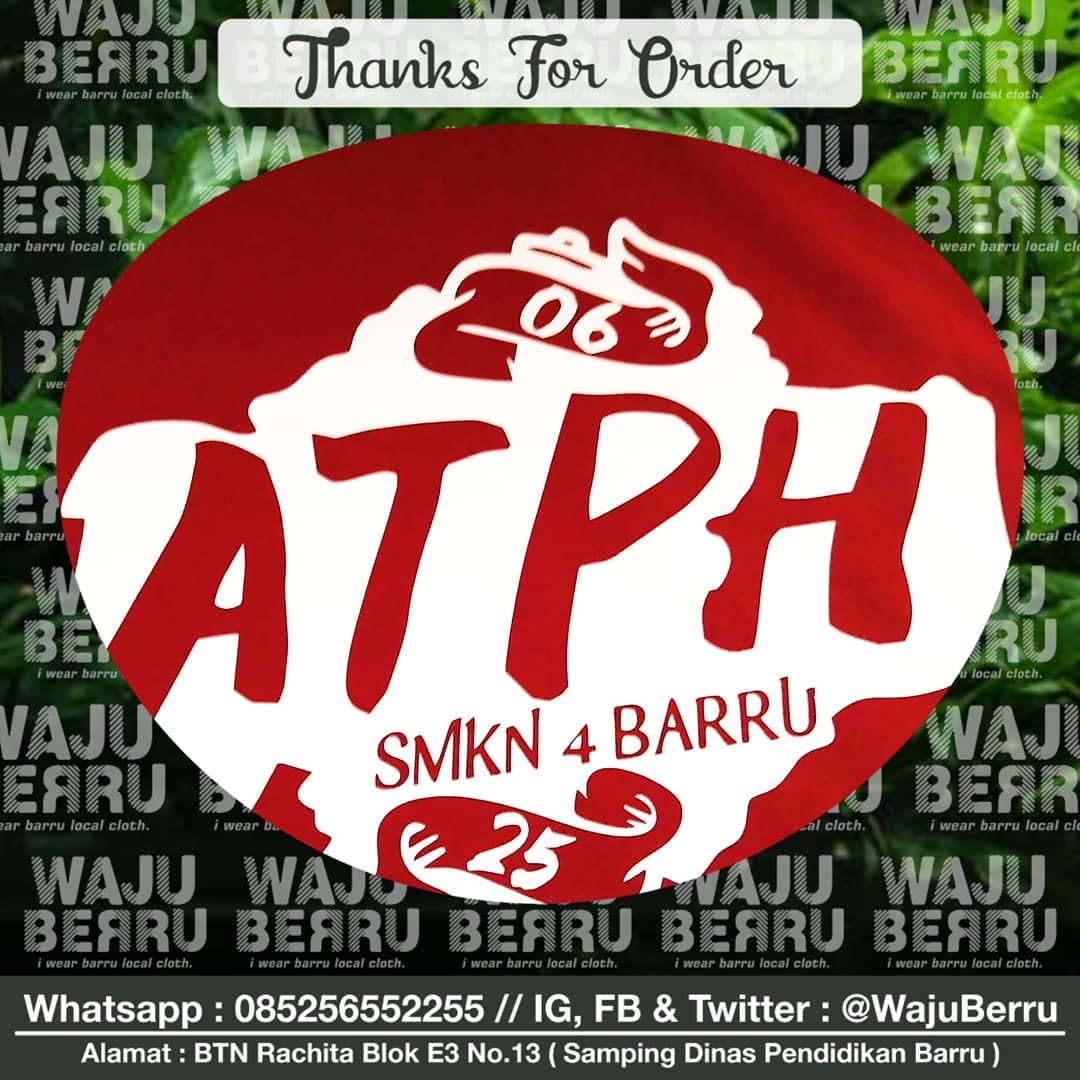 Thanks For Order
06
ATPH
SMKN 4 BARRU
25
WAJU
BERRU
i wear barru local cloth.
Whatsapp : 085256552255 // IG, FB & Twitter : @WajuBerru
Alamat : BTN Rachita Blok E3 No.13 ( Samping Dinas Pendidikan Barru )